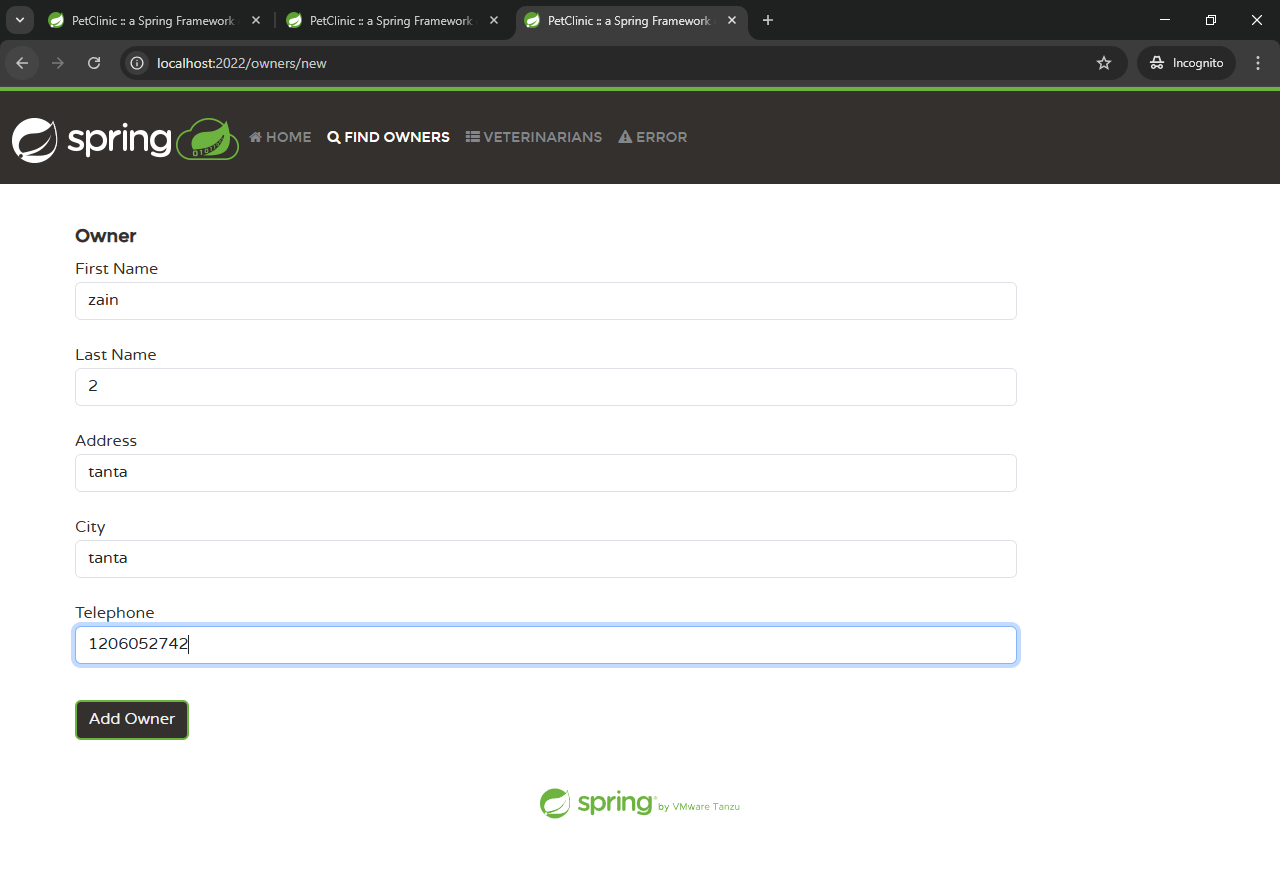 PetClinic :: a Spring Framework
PetClinic :: a Spring Framework
PetClinic :: a Spring Framework
localhost:2022/owners/new
Incognito
spring
HOME
FIND OWNERS
VETERINARIANS
ERROR
Owner
First Name
zain
Last Name
2
Address
tanta
City
tanta
Telephone
1206052742
Add Owner
spring by VMware Tanzu